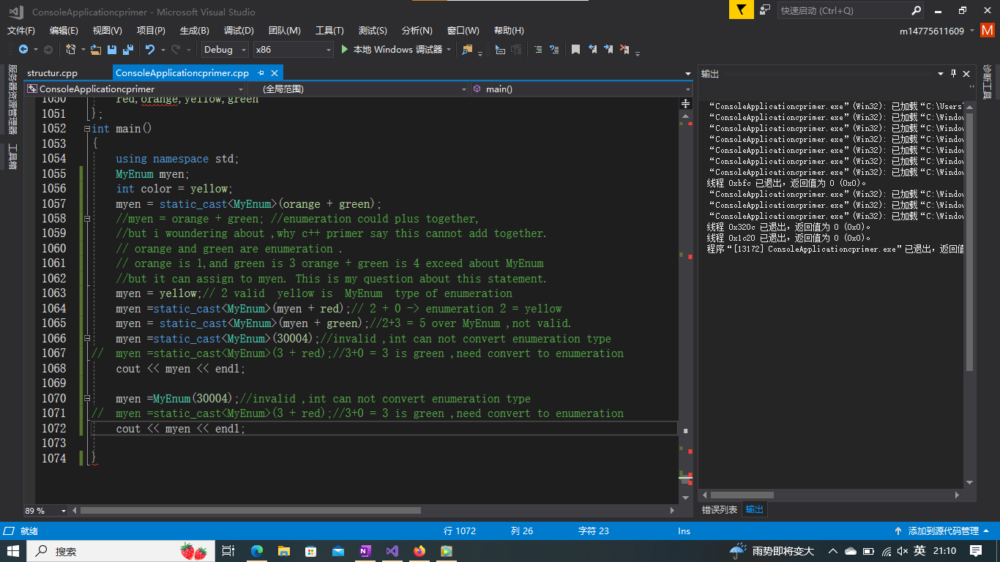 ConsoleApplicationcprimer - Microsoft Visual Studio
快速启动 (Ctrl+Q)
文件(F) 编辑(E) 视图(V) 项目(P) 生成(B) 调试(D) 团队(M) 工具(T) 测试(S) 分析(N) 窗口(W) 帮助(H)
m14775611609 M
Debug x86 本地 Windows 调试器
服务器资源管理器
工具箱
structur.cpp ConsoleApplicationcprimer.cpp
ConsoleApplicationcprimer (全局范围) main()
1050 red,orange,yellow,green
1051 };
1052 int main()
1053 {
1054 using namespace std;
1055 MyEnum myen;
1056 int color = yellow;
1057 myen = static_cast<MyEnum>(orange + green);
1058 //myen = orange + green; //enumeration could plus together,
1059 //but i woundering about ,why c++ primer say this cannot add together.
1060 // orange and green are enumeration .
1061 // orange is 1,and green is 3 orange + green is 4 exceed about MyEnum
1062 //but it can assign to myen. This is my question about this statement.
1063 myen = yellow;// 2 valid  yellow is  MyEnum  type of enumeration
1064 myen =static_cast<MyEnum>(myen + red);// 2 + 0 -> enumeration 2 = yellow
1065 myen = static_cast<MyEnum>(myen + green);//2+3 = 5 over MyEnum ,not valid.
1066 myen =static_cast<MyEnum>(30004);//invalid ,int can not convert enumeration type
1067 //  myen =static_cast<MyEnum>(3 + red);//3+0 = 3 is green ,need convert to enumeration
1068 cout << myen << endl;
1069
1070 myen =MyEnum(30004);//invalid ,int can not convert enumeration type
1071 //  myen =static_cast<MyEnum>(3 + red);//3+0 = 3 is green ,need convert to enumeration
1072 cout << myen << endl;
1073
1074 }
89 %
输出
“ConsoleApplicationcprimer.exe”(Win32): 已加载“C:\Users
“ConsoleApplicationcprimer.exe”(Win32): 已加载“C:\Window
“ConsoleApplicationcprimer.exe”(Win32): 已加载“C:\Window
“ConsoleApplicationcprimer.exe”(Win32): 已加载“C:\Window
“ConsoleApplicationcprimer.exe”(Win32): 已加载“C:\Window
“ConsoleApplicationcprimer.exe”(Win32): 已加载“C:\Window
“ConsoleApplicationcprimer.exe”(Win32): 已加载“C:\Window
线程 0xbfc 已退出，返回值为 0 (0x0)。
“ConsoleApplicationcprimer.exe”(Win32): 已加载“C:\Window
“ConsoleApplicationcprimer.exe”(Win32): 已加载“C:\Window
“ConsoleApplicationcprimer.exe”(Win32): 已加载“C:\Window
线程 0x320c 已退出，返回值为 0 (0x0)。
线程 0x1c20 已退出，返回值为 0 (0x0)。
程序“[13172] ConsoleApplicationcprimer.exe”已退出，返回值
错误列表 输出
诊断工具
就绪 行 1072 列 26 字符 23 Ins 添加到源代码管理
搜索 雨势即将变大 英 21:10